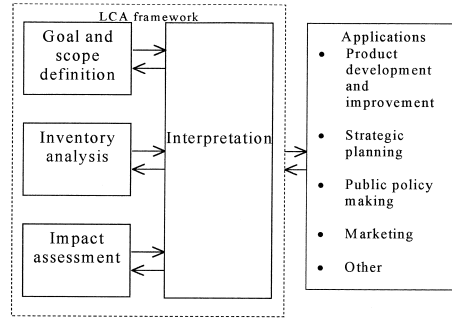 LCA framework
Goal and
scope
definition
Inventory
analysis
Impact
assessment
Interpretation
Applications
• Product
development
and
improvement
• Strategic
planning
• Public policy
making
• Marketing
• Other